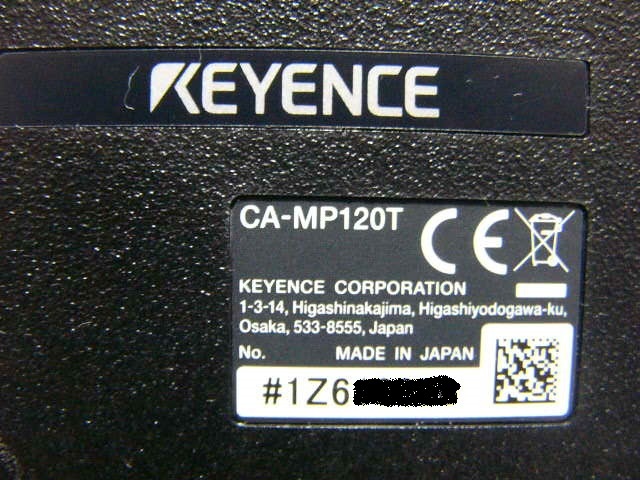 KEYENCE
CA-MP120T
CE
KEYENCE CORPORATION
1-3-14, Higashinakajima, Higashiyodogawa-ku,
Osaka, 533-8555, Japan
No. MADE IN JAPAN
#1Z6